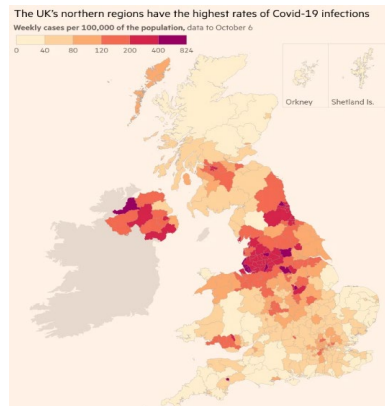 The UK's northern regions have the highest rates of Covid-19 infections
Weekly cases per 100,000 of the population, data to October 6
0 40 80 120 200 400 824
Orkney Shetland Is.